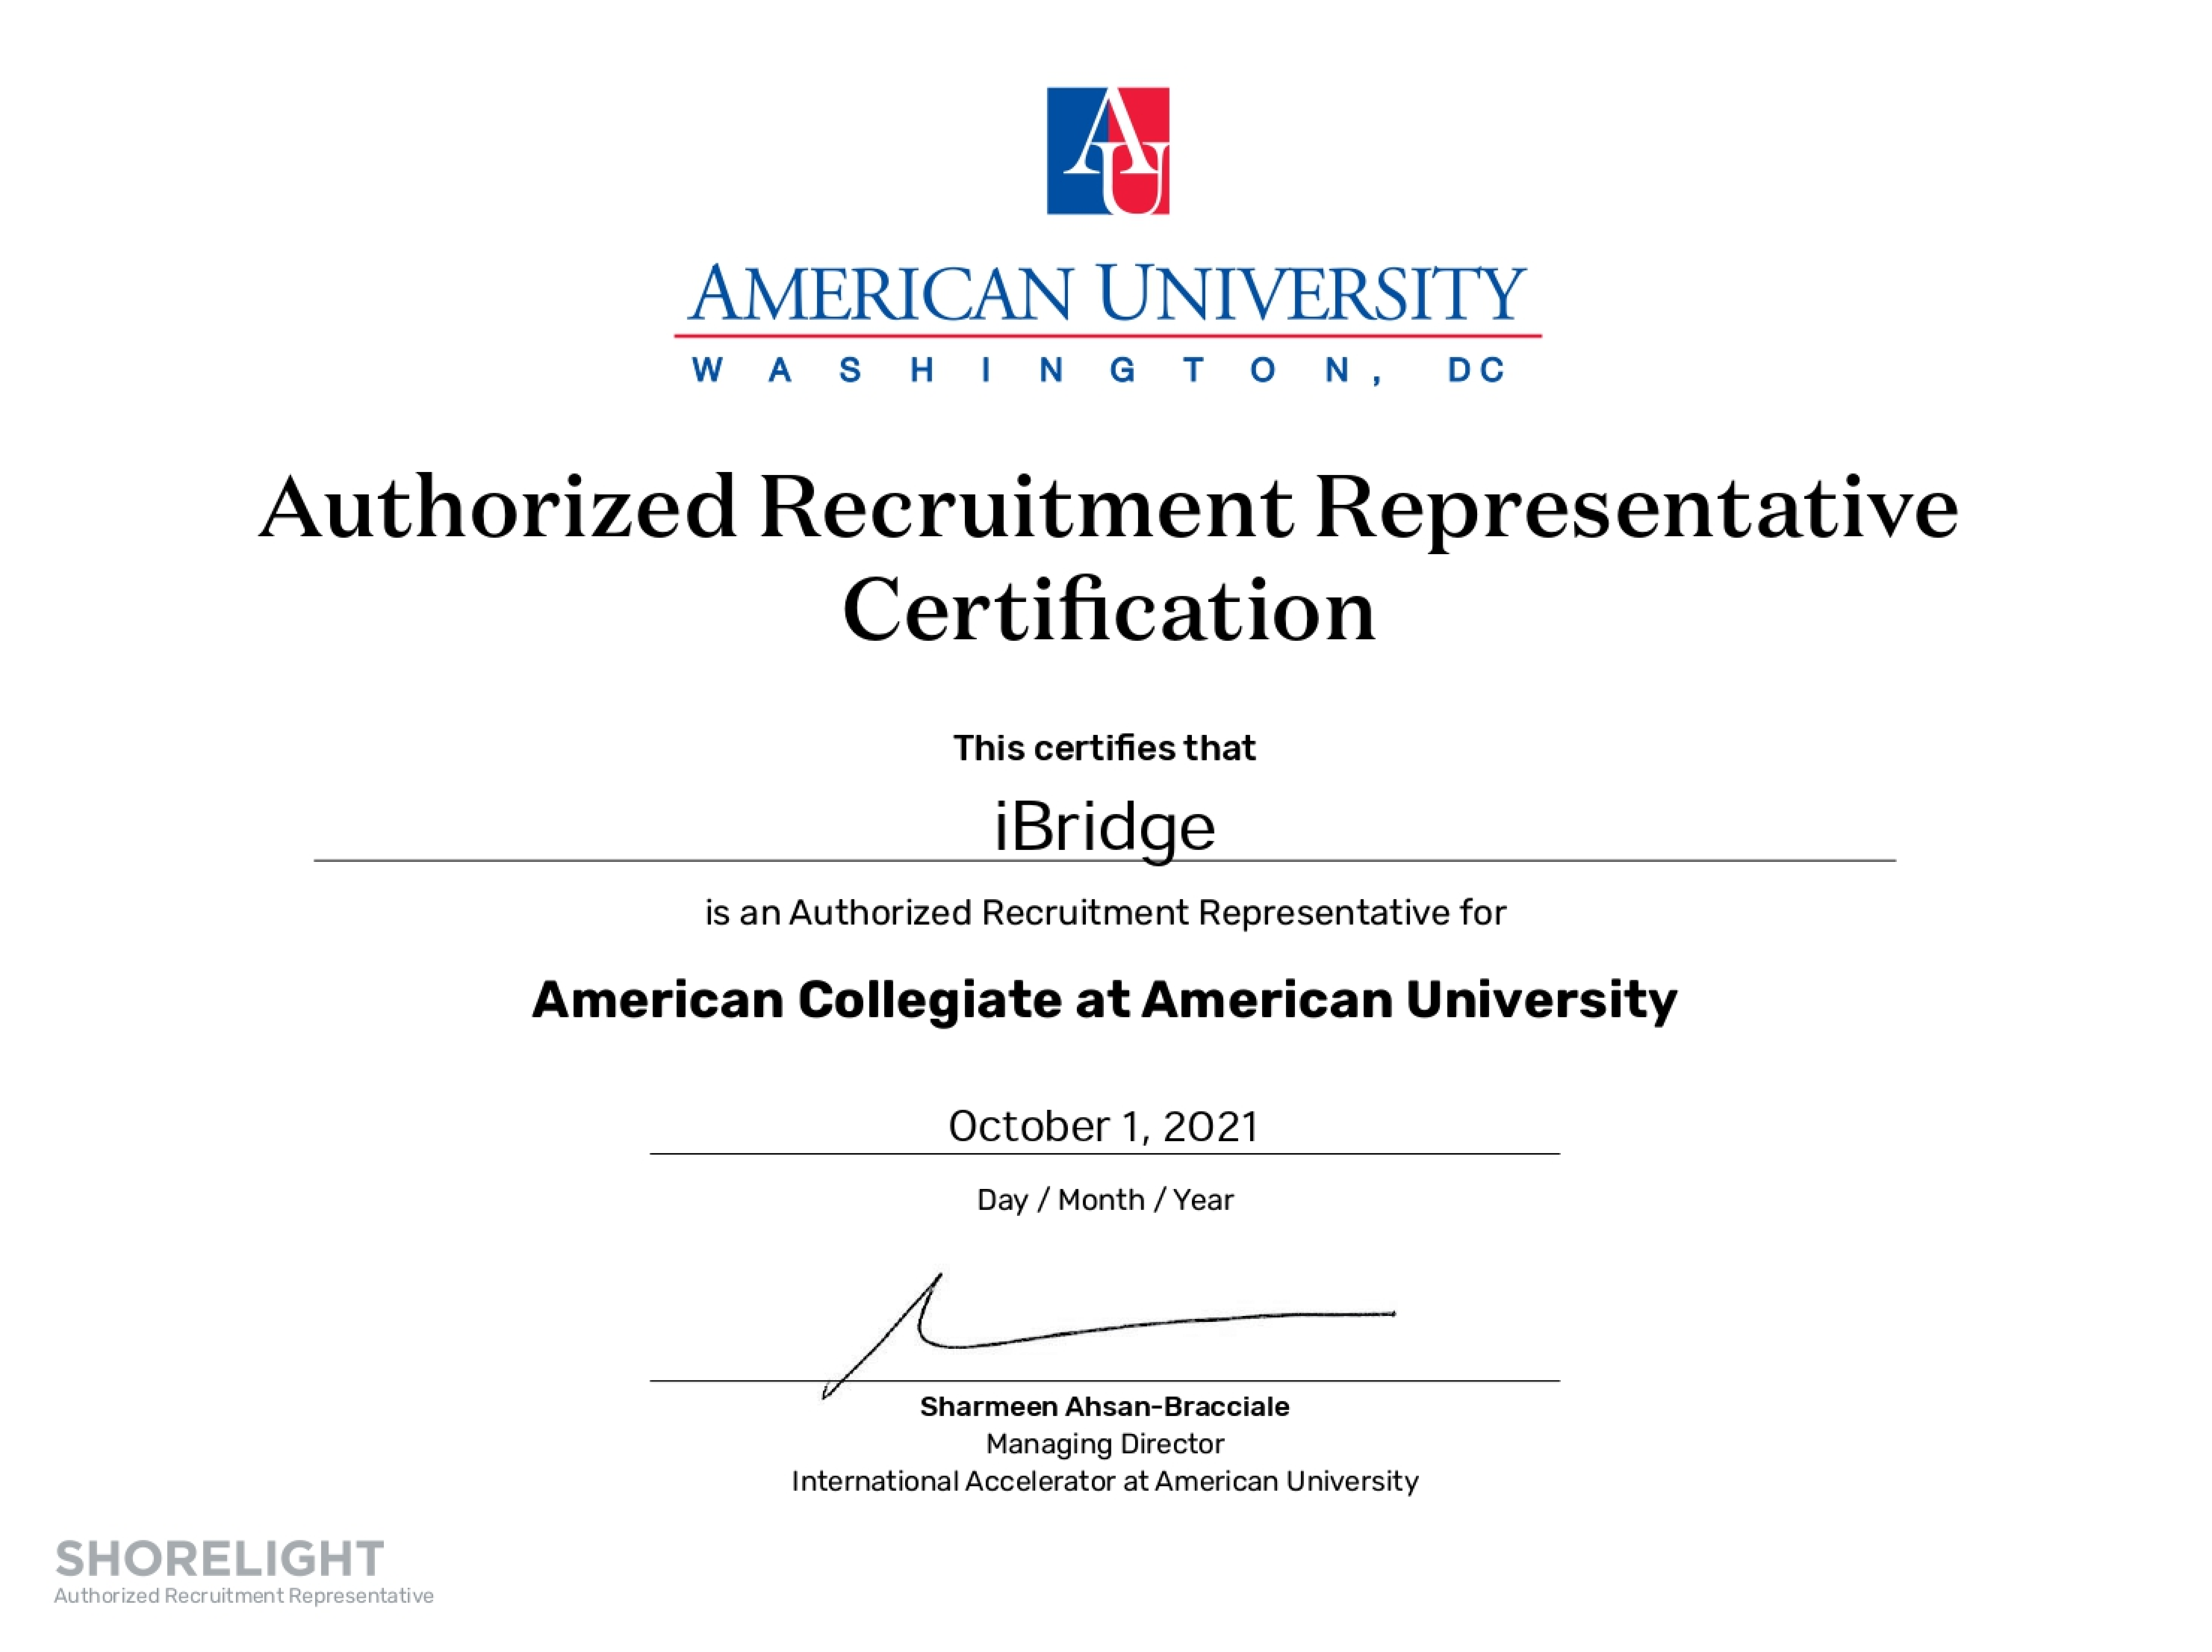 AU
AMERICAN UNIVERSITY
WASHINGTON, DC
Authorized Recruitment Representative
Certification
This certifies that
iBridge
is an Authorized Recruitment Representative for
American Collegiate at American University
October 1, 2021
Day / Month / Year
Sharmeen Ahsan-Bracciale
Managing Director
International Accelerator at American University
SHORELIGHT
Authorized Recruitment Representative